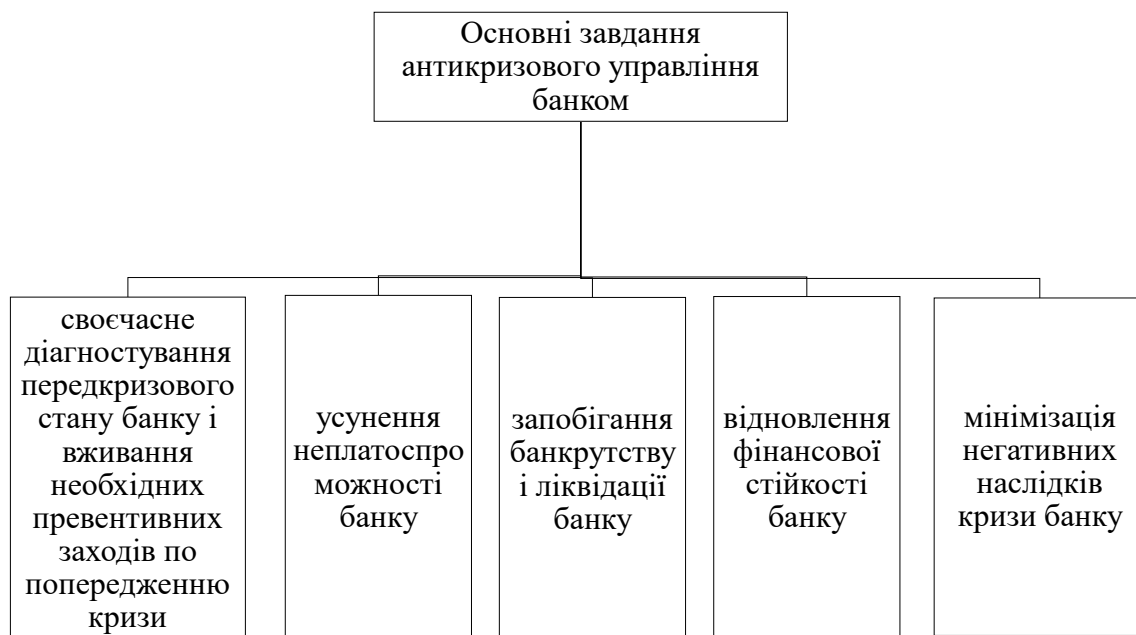 Основні завдання
антикризового управління
банком
своєчасне
діагностування
передкризового
стану банку і
вживання
необхідних
превентивних
заходів по
попередженню
кризи
усунення
неплатоспро
можності
банку
запобігання
банкрутству
і ліквідації
банку
відновлення
фінансової
стійкості
банку
мінімізація
негативних
наслідків
кризи банку